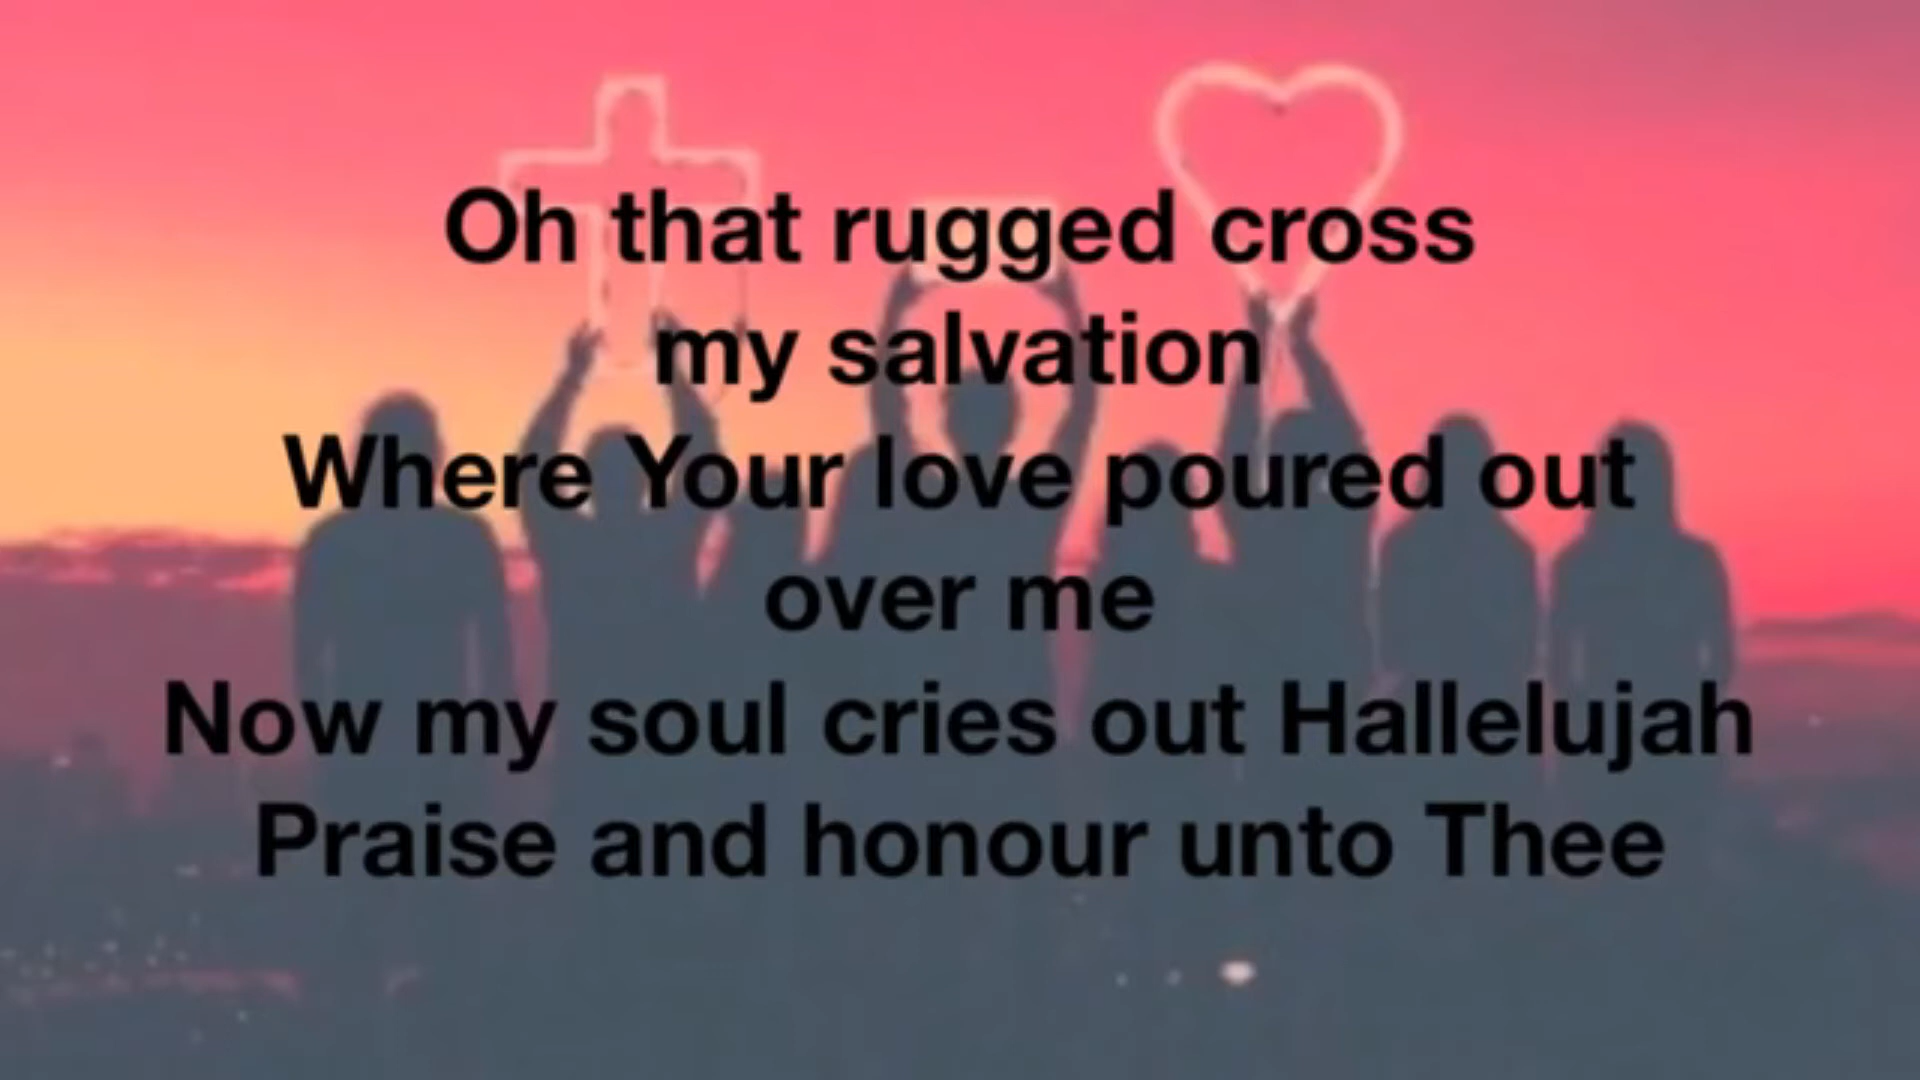 Oh that rugged cross
my salvation
Where Your love poured out
over me
Now my soul cries out Hallelujah
Praise and honour unto Thee